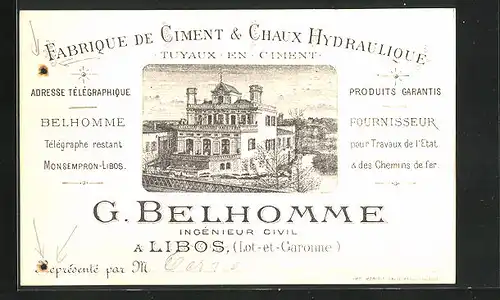 FABRIQUE DE CIMENT & CHAUX HYDRAULIQUE
TUYAUX - EN - CIMENT
ADRESSE TÉLÉGRAPHIQUE
BELHOMME
Télégraphe restant
MONSEMPRON-LIBOS.
PRODUITS GARANTIS
FOURNISSEUR
pour Travaux de l'Etat
& des Chemins de fer.
G. BELHOMME
INGÉNIEUR CIVIL
A LIBOS, (Lot-et-Garonne)
Représenté par M.